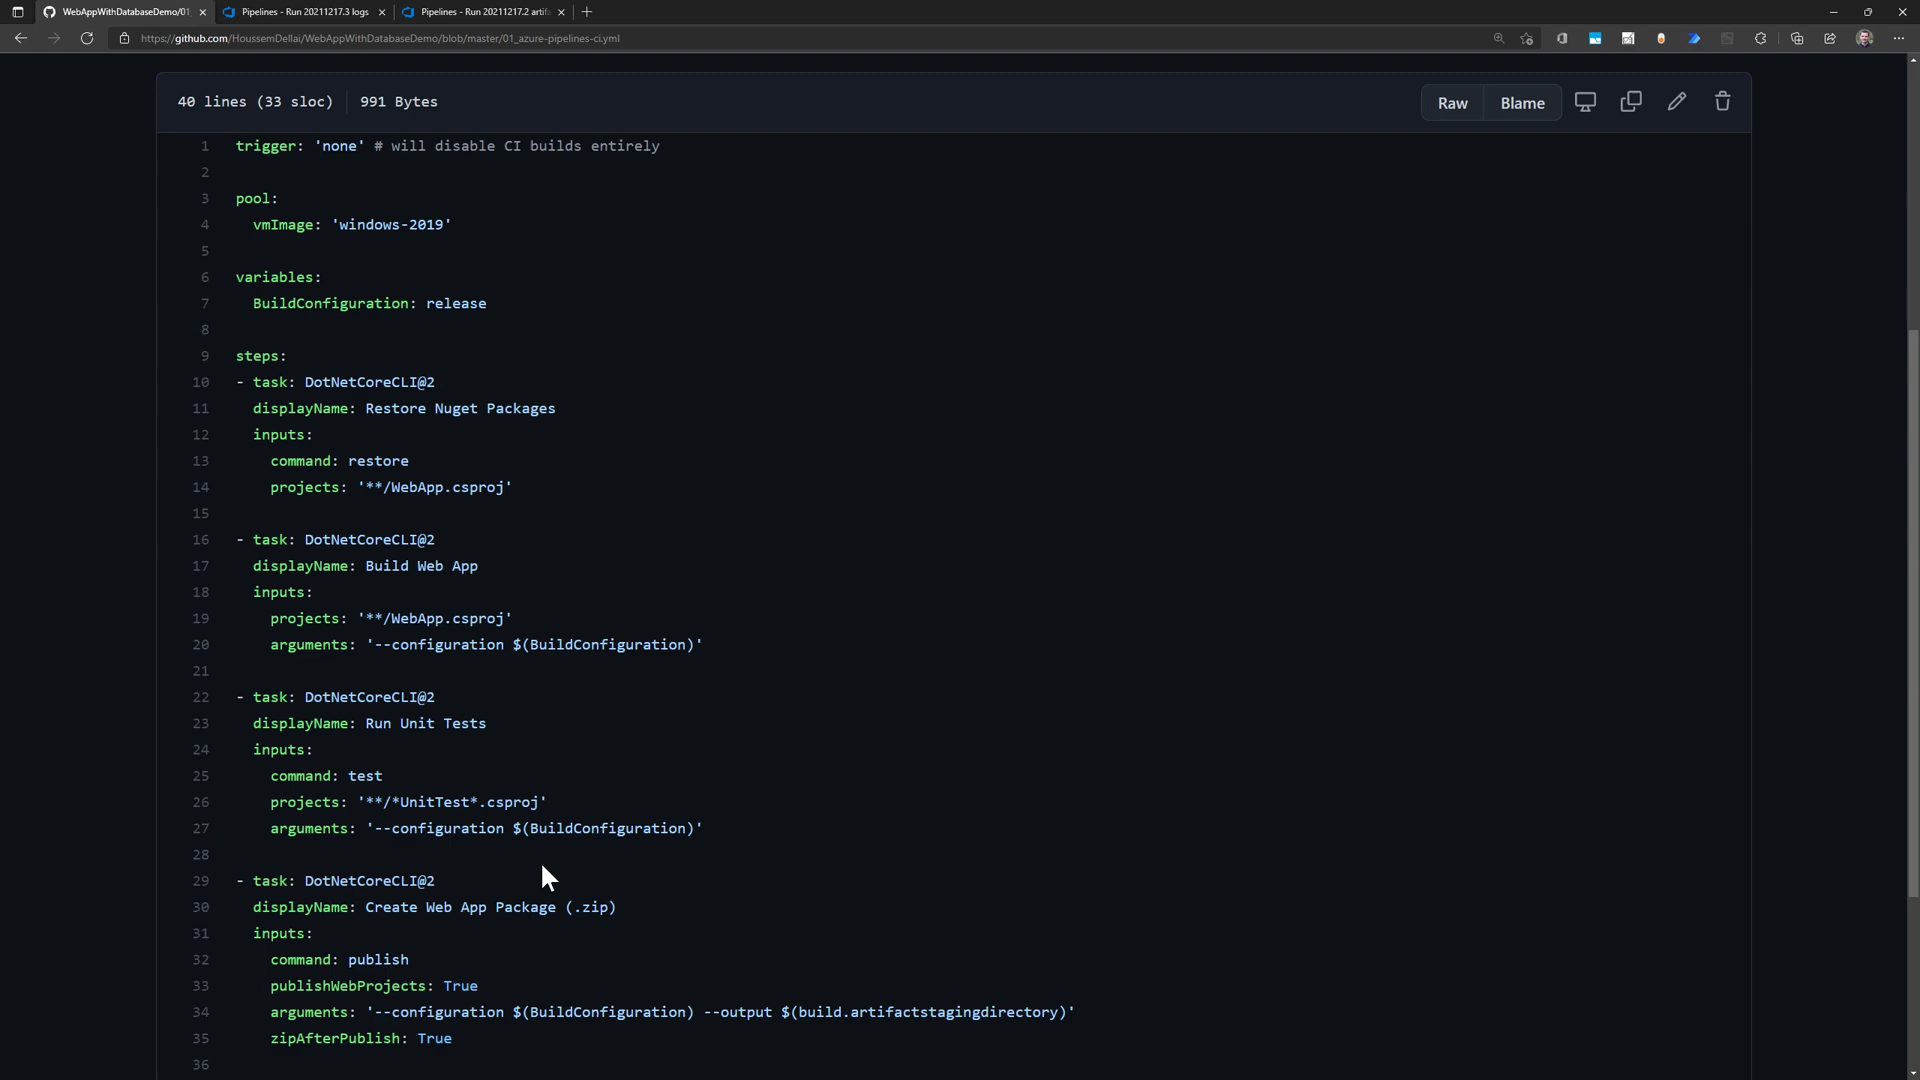 WebAppWithDatabaseDemo/01_
Pipelines - Run 20211217.3 logs
Pipelines - Run 20211217.2 artifa
https://github.com/HoussemDellai/WebAppWithDatabaseDemo/blob/master/01_azure-pipelines-ci.yml
40 lines (33 sloc) 991 Bytes
Raw Blame
1 trigger: 'none' # will disable CI builds entirely
2
3 pool:
4 vmImage: 'windows-2019'
5
6 variables:
7 BuildConfiguration: release
8
9 steps:
10 - task: DotNetCoreCLI@2
11 displayName: Restore Nuget Packages
12 inputs:
13 command: restore
14 projects: '**/WebApp.csproj'
15
16 - task: DotNetCoreCLI@2
17 displayName: Build Web App
18 inputs:
19 projects: '**/WebApp.csproj'
20 arguments: '--configuration $(BuildConfiguration)'
21
22 - task: DotNetCoreCLI@2
23 displayName: Run Unit Tests
24 inputs:
25 command: test
26 projects: '**/*UnitTest*.csproj'
27 arguments: '--configuration $(BuildConfiguration)'
28
29 - task: DotNetCoreCLI@2
30 displayName: Create Web App Package (.zip)
31 inputs:
32 command: publish
33 publishWebProjects: True
34 arguments: '--configuration $(BuildConfiguration) --output $(build.artifactstagingdirectory)'
35 zipAfterPublish: True
36